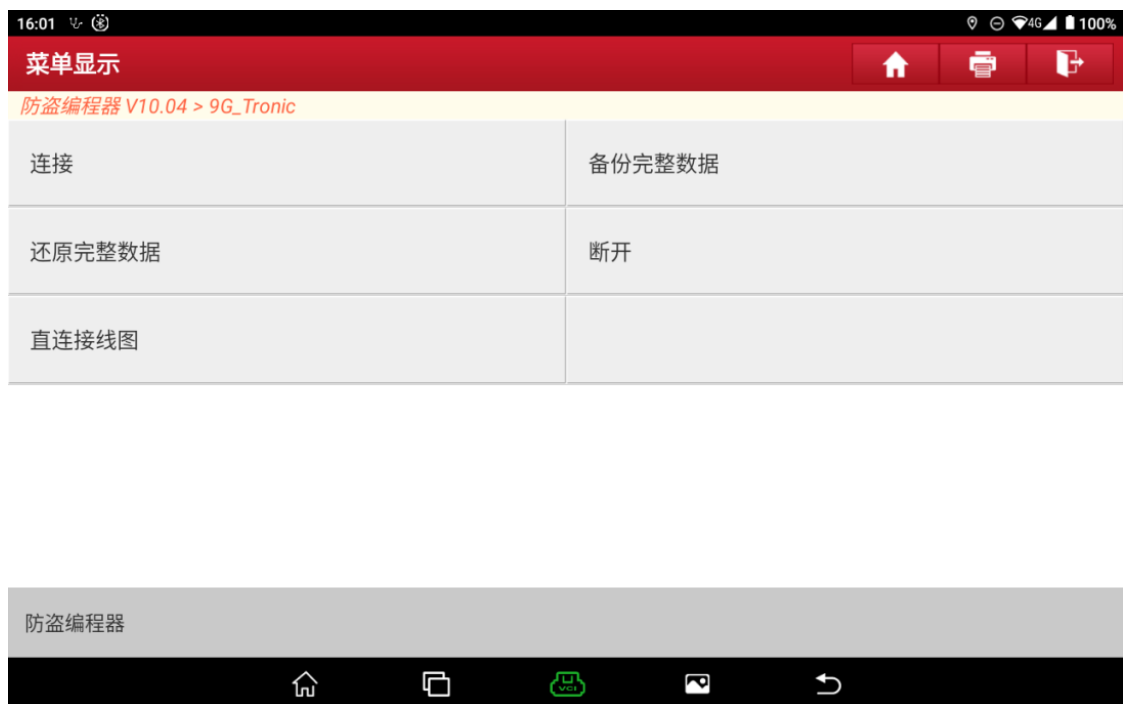 16:01 4G 100%
菜单显示
防盗编程器 V10.04 > 9G_Tronic
连接 备份完整数据
还原完整数据 断开
直连接线图
防盗编程器
VCI